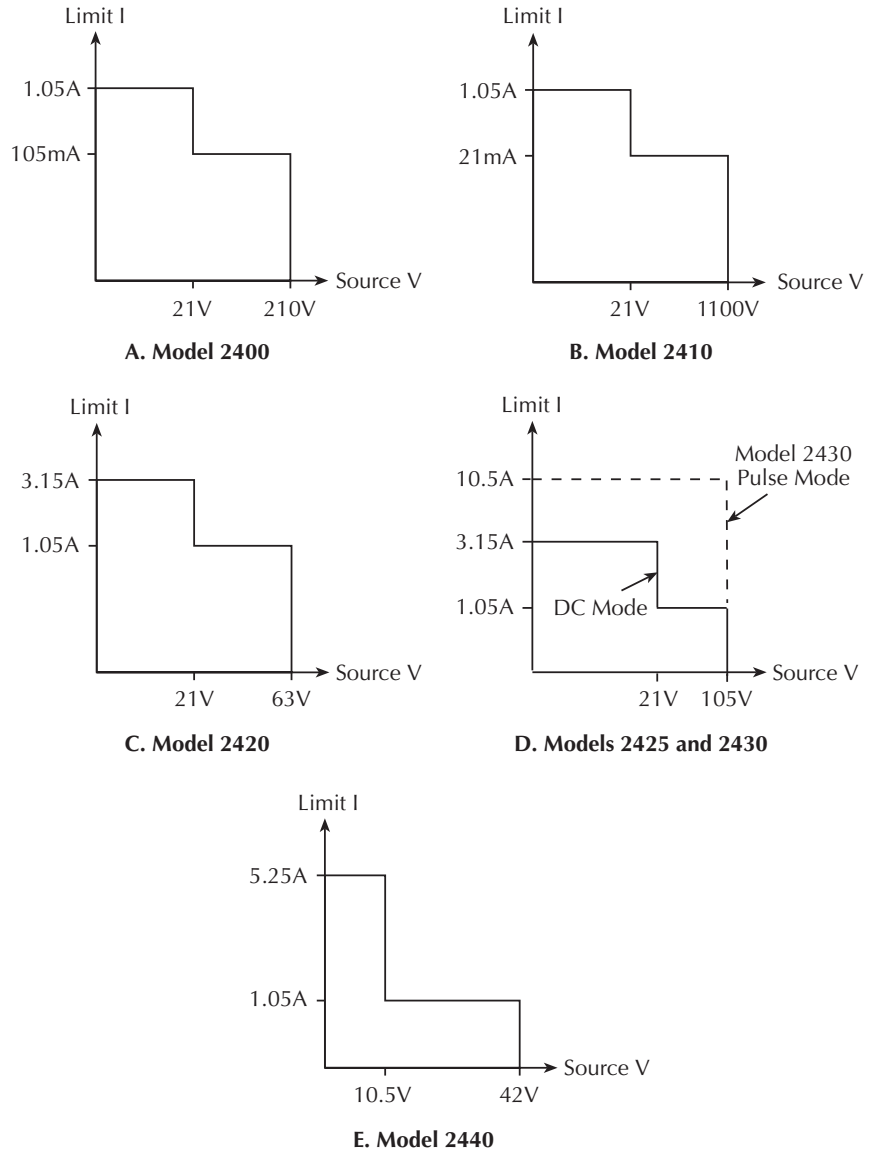 Limit I
1.05A
105mA
Source V
21V
210V
A. Model 2400
Limit I
1.05A
21mA
Source V
21V
1100V
B. Model 2410
Limit I
3.15A
1.05A
Source V
21V
63V
C. Model 2420
Limit I
Model 2430
Pulse Mode
10.5A
3.15A
1.05A
DC Mode
Source V
21V
105V
D. Models 2425 and 2430
Limit I
5.25A
1.05A
Source V
10.5V
42V
E. Model 2440